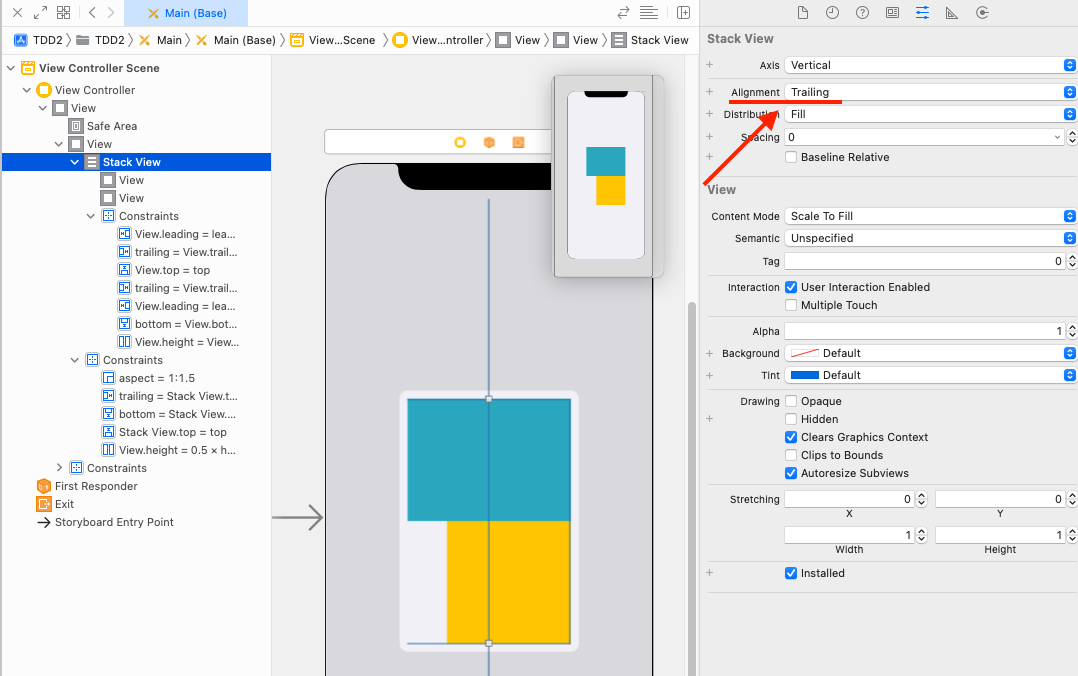 Main (Base)
TDD2 TDD2 Main Main (Base) View...Scene View...ntroller View View Stack View
View Controller Scene
View Controller
View
Safe Area
View
Stack View
View
View
Constraints
View.leading = lea...
trailing = View.trail...
View.top = top
trailing = View.trail...
View.leading = lea...
bottom = View.bot...
View.height = View...
Constraints
aspect = 1:1.5
trailing = Stack View.t...
bottom = Stack View....
Stack View.top = top
View.height = 0.5 × h...
Constraints
First Responder
Exit
Storyboard Entry Point
Stack View
Axis Vertical
Alignment Trailing
Distribution Fill
Spacing 0
Baseline Relative
View
Content Mode Scale To Fill
Semantic Unspecified
Tag 0
Interaction User Interaction Enabled
Multiple Touch
Alpha 1
Background Default
Tint Default
Drawing Opaque
Hidden
Clears Graphics Context
Clips to Bounds
Autoresize Subviews
Stretching 0 0
X Y
1 1
Width Height
Installed